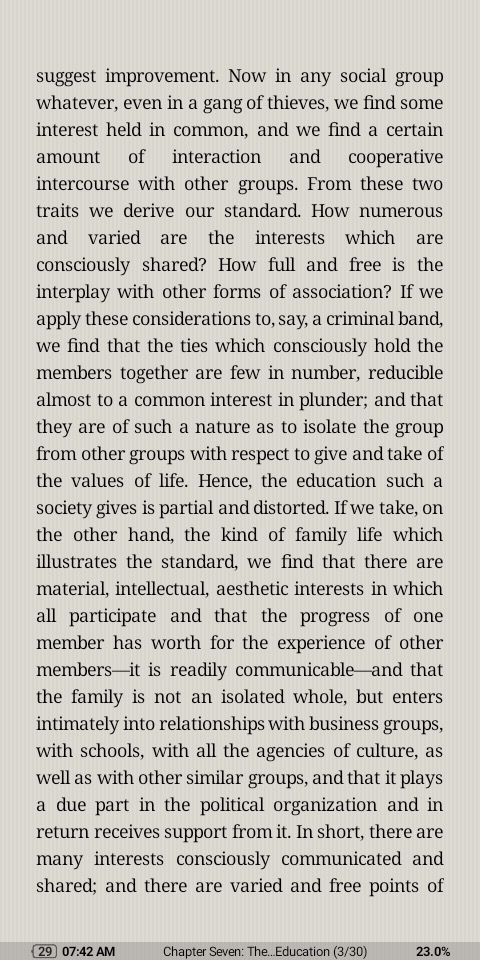 suggest improvement. Now in any social group
whatever, even in a gang of thieves, we find some
interest held in common, and we find a certain
amount of interaction and cooperative
intercourse with other groups. From these two
traits we derive our standard. How numerous
and varied are the interests which are
consciously shared? How full and free is the
interplay with other forms of association? If we
apply these considerations to, say, a criminal band,
we find that the ties which consciously hold the
members together are few in number, reducible
almost to a common interest in plunder; and that
they are of such a nature as to isolate the group
from other groups with respect to give and take of
the values of life. Hence, the education such a
society gives is partial and distorted. If we take, on
the other hand, the kind of family life which
illustrates the standard, we find that there are
material, intellectual, aesthetic interests in which
all participate and that the progress of one
member has worth for the experience of other
members—it is readily communicable—and that
the family is not an isolated whole, but enters
intimately into relationships with business groups,
with schools, with all the agencies of culture, as
well as with other similar groups, and that it plays
a due part in the political organization and in
return receives support from it. In short, there are
many interests consciously communicated and
shared; and there are varied and free points of
29 07:42 AM Chapter Seven: The...Education (3/30) 23.0%